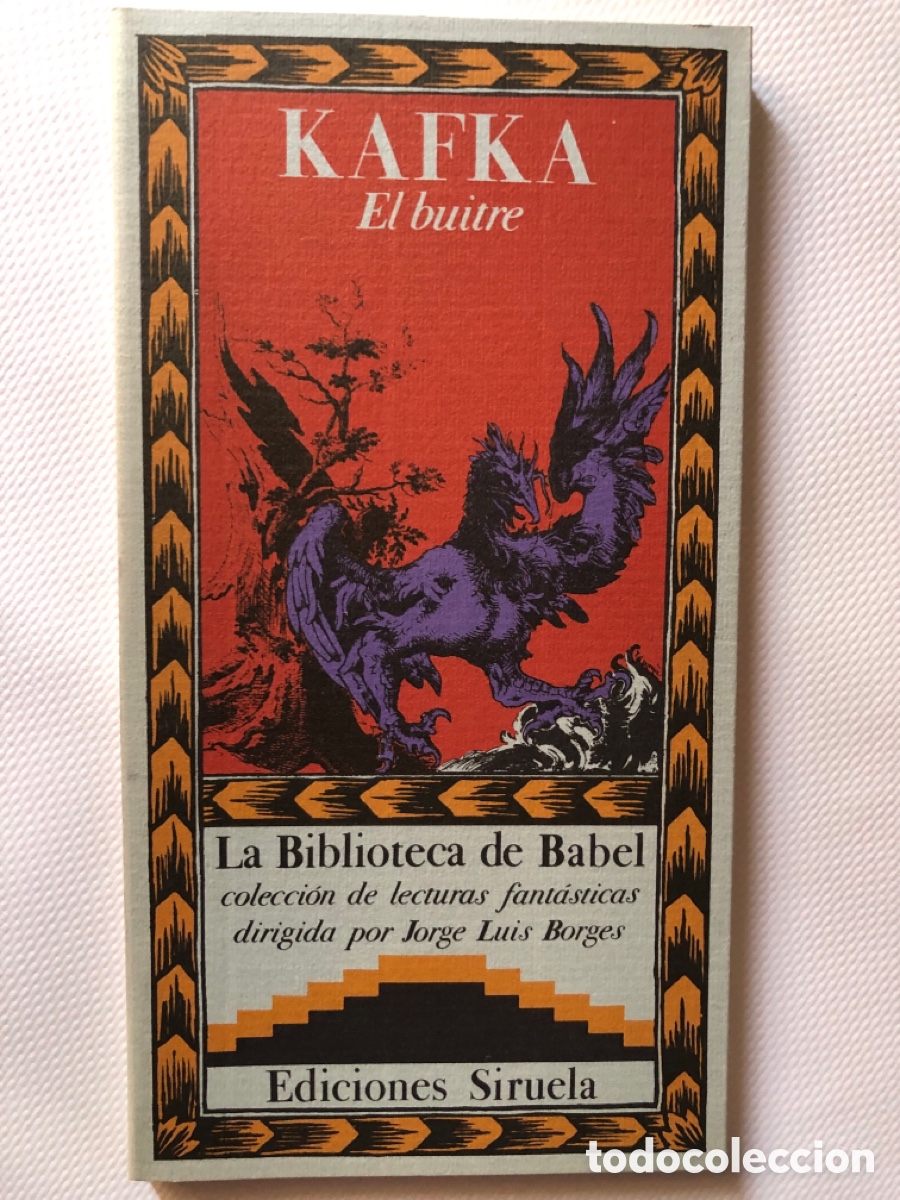 KAFKA
El buitre
La Biblioteca de Babel
colección de lecturas fantásticas
dirigida por Jorge Luis Borges
Ediciones Siruela
todocoleccion